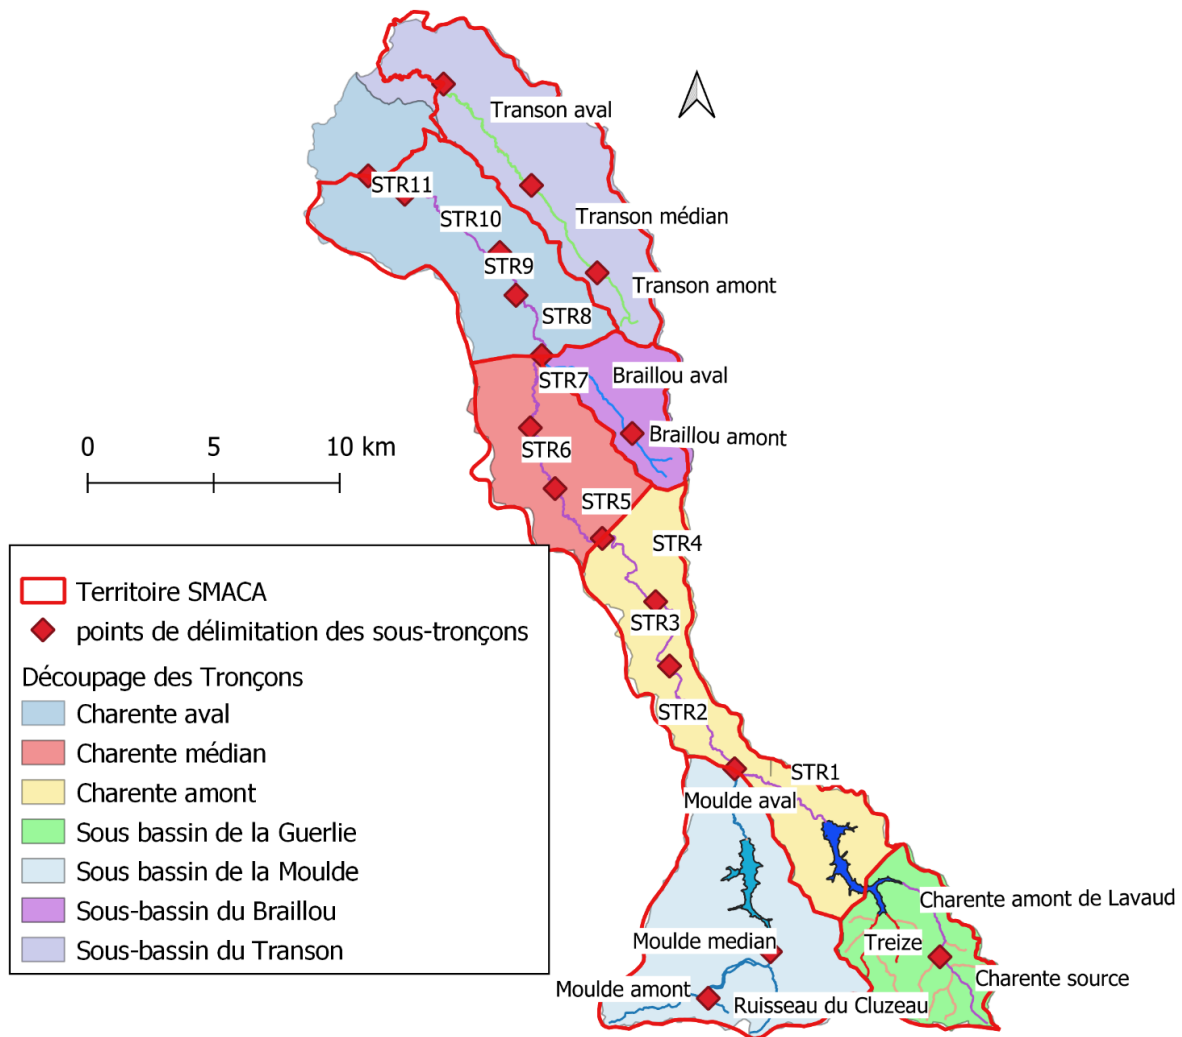 Transon aval
STR11
Transon médian
STR10
STR9
Transon amont
STR8
Braillou aval
STR7
Braillou amont
0 5 10 km
STR6
STR5
STR4
Territoire SMACA
STR3
points de délimitation des sous-tronçons
Découpage des Tronçons
Charente aval
STR2
Charente médian
STR1
Charente amont
Moulde aval
Sous bassin de la Guerlie
Sous bassin de la Moulde
Charente amont de Lavaud
Sous-bassin du Braillou
Moulde median
Treize
Sous-bassin du Transon
Charente source
Moulde amont
Ruisseau du Cluzeau